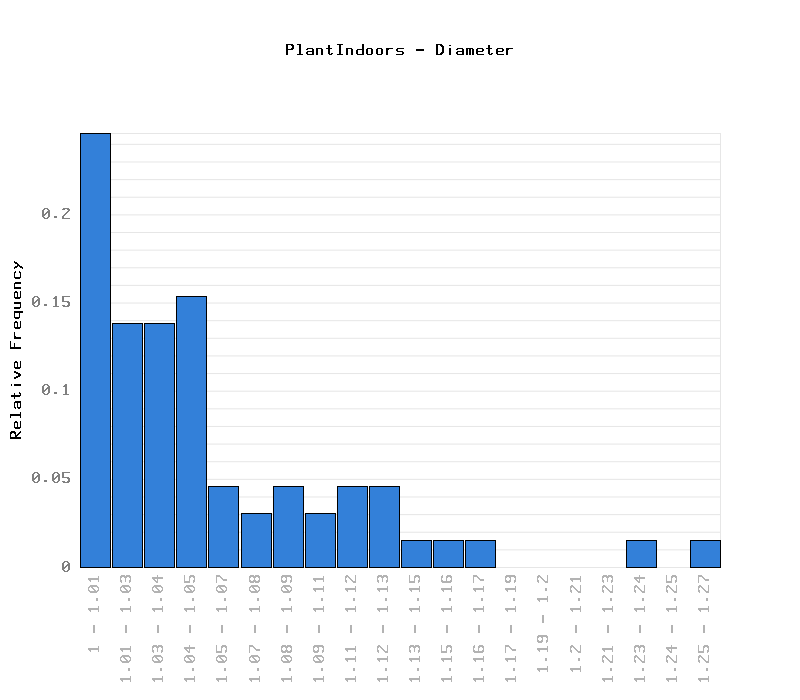 PlantIndoors - Diameter
Relative Frequency
0.2
0.15
0.1
0.05
0
1 - 1.01
1.01 - 1.03
1.03 - 1.04
1.04 - 1.05
1.05 - 1.07
1.07 - 1.08
1.08 - 1.09
1.09 - 1.11
1.11 - 1.12
1.12 - 1.13
1.13 - 1.15
1.15 - 1.16
1.16 - 1.17
1.17 - 1.19
1.19 - 1.2
1.2 - 1.21
1.21 - 1.23
1.23 - 1.24
1.24 - 1.25
1.25 - 1.27